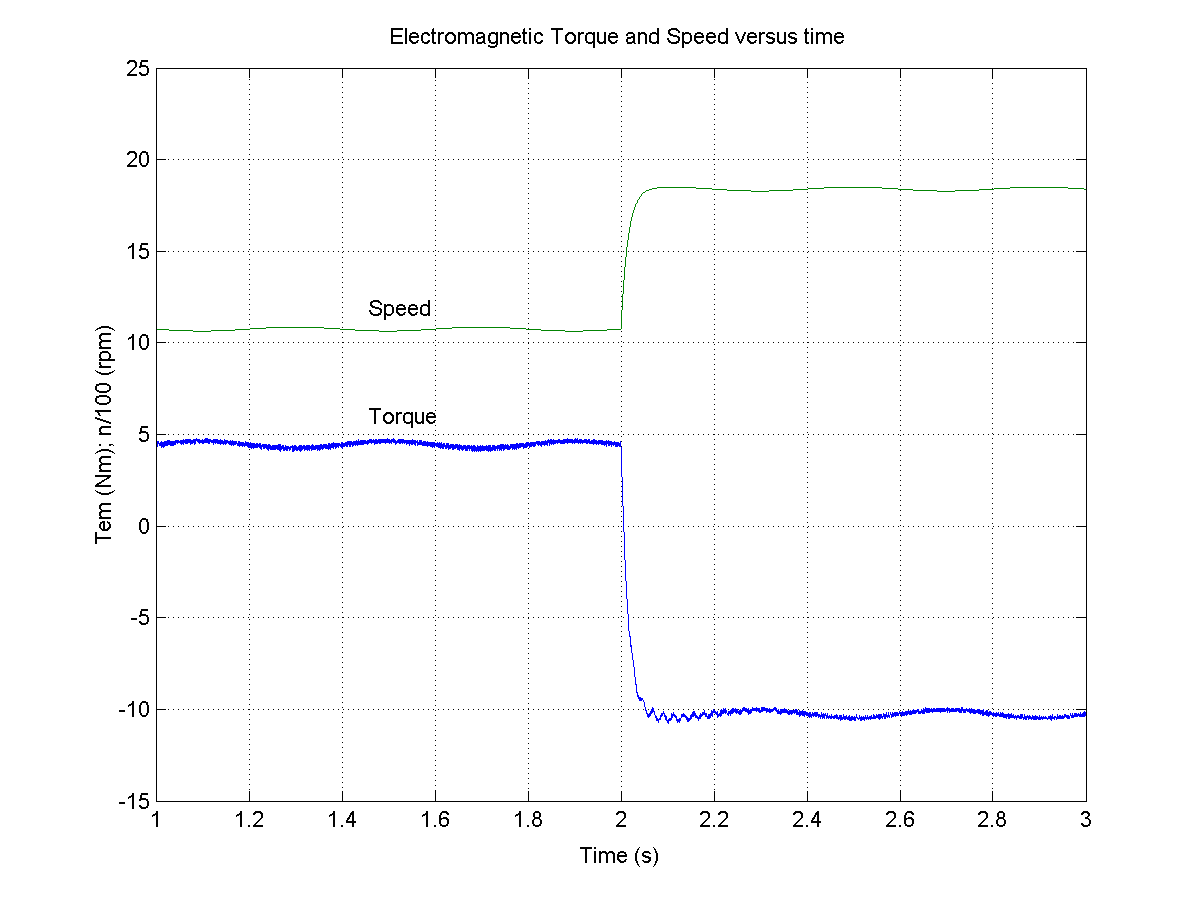 Electromagnetic Torque and Speed versus time
25
20
15
10
5
0
-5
-10
-15
Tem (Nm); n/100 (rpm)
Speed
Torque
1 1.2 1.4 1.6 1.8 2 2.2 2.4 2.6 2.8 3
Time (s)